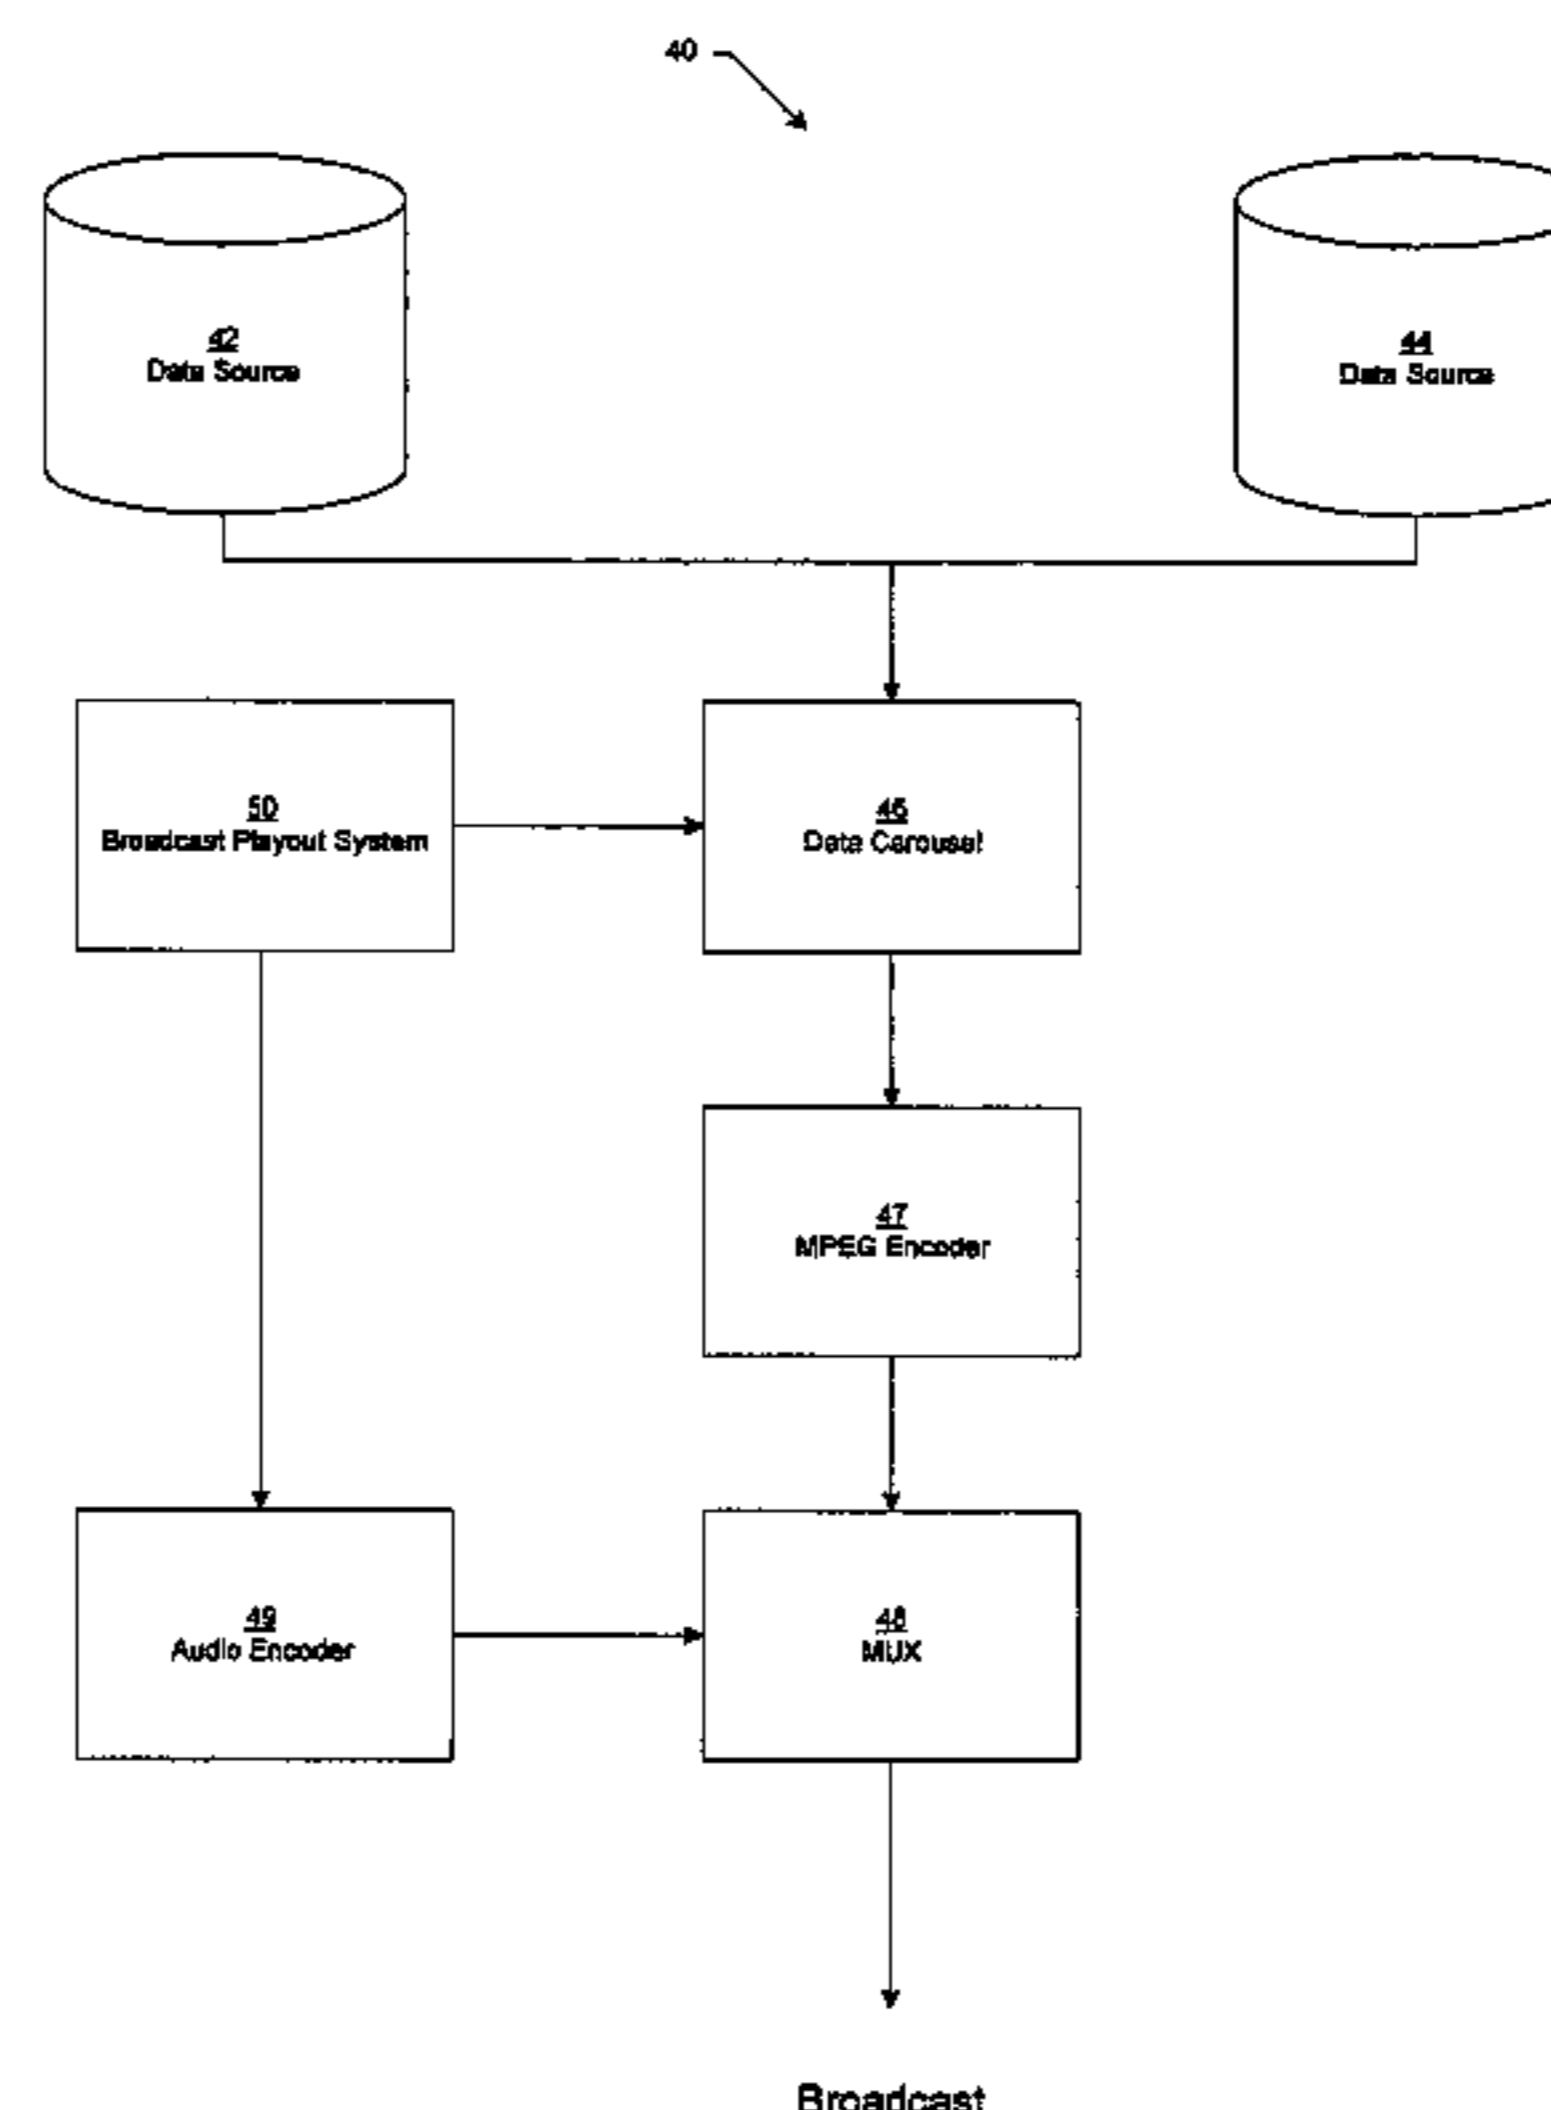 40
42
Data Source
44
Data Source
50
Broadcast Playout System
46
Data Carousel
47
MPEG Encoder
49
Audio Encoder
48
MUX
Broadcast